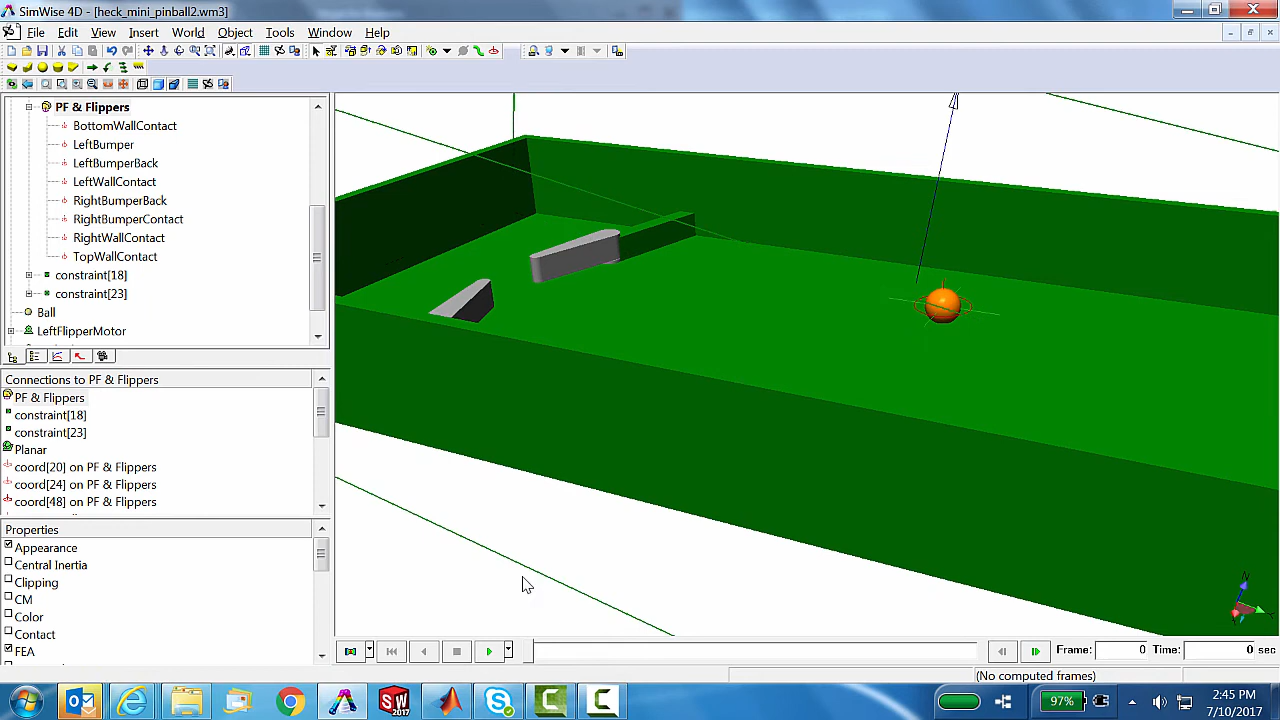 SimWise 4D - [heck_mini_pinball2.wm3]
File Edit View Insert World Object Tools Window Help
PF & Flippers
BottomWallContact
LeftBumper
LeftBumperBack
LeftWallContact
RightBumperBack
RightBumperContact
RightWallContact
TopWallContact
constraint[18]
constraint[23]
Ball
LeftFlipperMotor
Connections to PF & Flippers
PF & Flippers
constraint[18]
constraint[23]
Planar
coord[20] on PF & Flippers
coord[24] on PF & Flippers
coord[48] on PF & Flippers
Properties
Appearance
Central Inertia
Clipping
CM
Color
Contact
FEA
Frame: 0 Time: 0 sec
(No computed frames)
SW
2017
97%
2:45 PM
7/10/2017